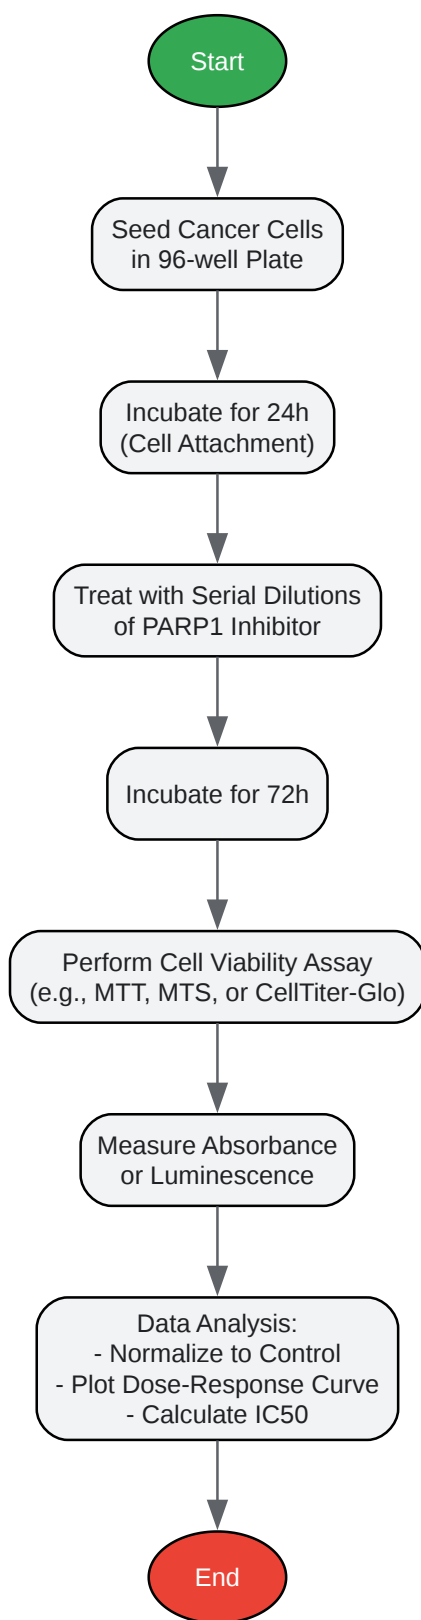 Start
Seed Cancer Cells
in 96-well Plate
Incubate for 24h
(Cell Attachment)
Treat with Serial Dilutions
of PARP1 Inhibitor
Incubate for 72h
Perform Cell Viability Assay
(e.g., MTT, MTS, or CellTiter-Glo)
Measure Absorbance
or Luminescence
Data Analysis:
- Normalize to Control
- Plot Dose-Response Curve
- Calculate IC50
End